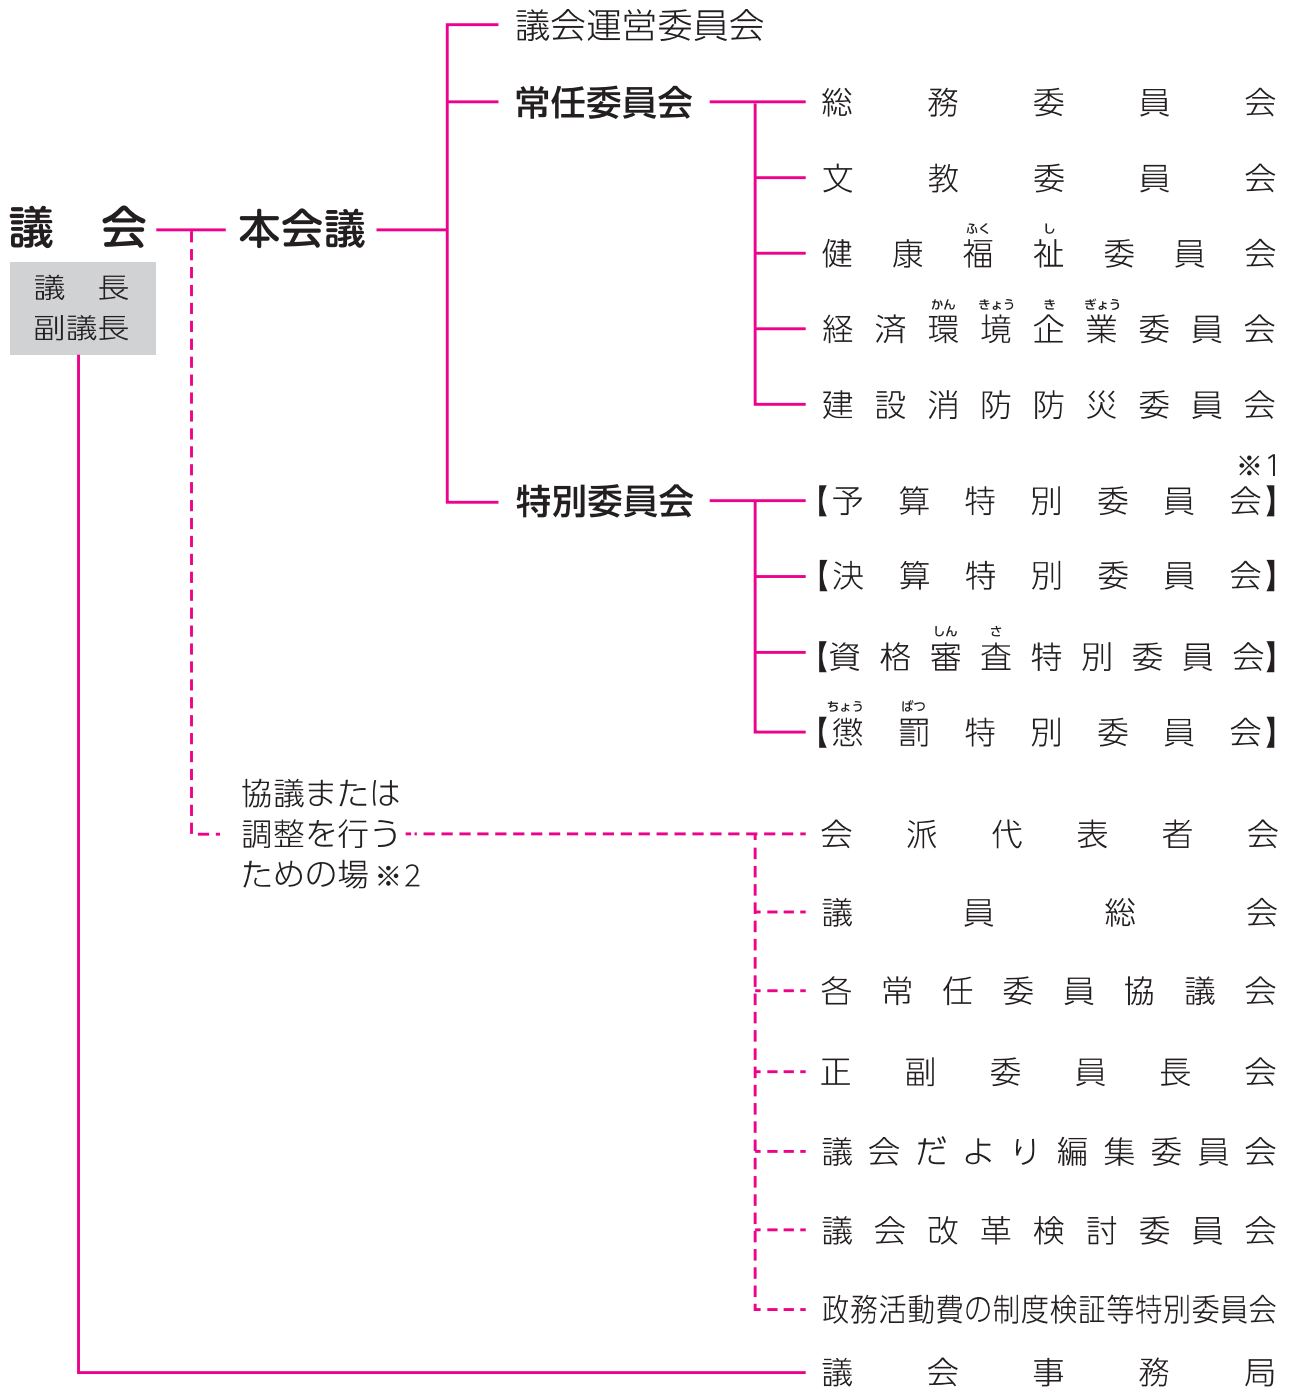 議会運営委員会
常任委員会
総務委員会
文教委員会
ふく し
健康福祉委員会
かん きょう き ぎょう
経済環境企業委員会
建設消防防災委員会
議 会
本会議
議 長
副議長
※1
特別委員会
【予算特別委員会】
【決算特別委員会】
しん さ
【資格審査特別委員会】
ちょう ばつ
【懲罰特別委員会】
協議または
調整を行う
ための場※2
会派代表者会
議員総会
各常任委員協議会
正副委員長会
議会だより編集委員会
議会改革検討委員会
政務活動費の制度検証等特別委員会
議会事務局